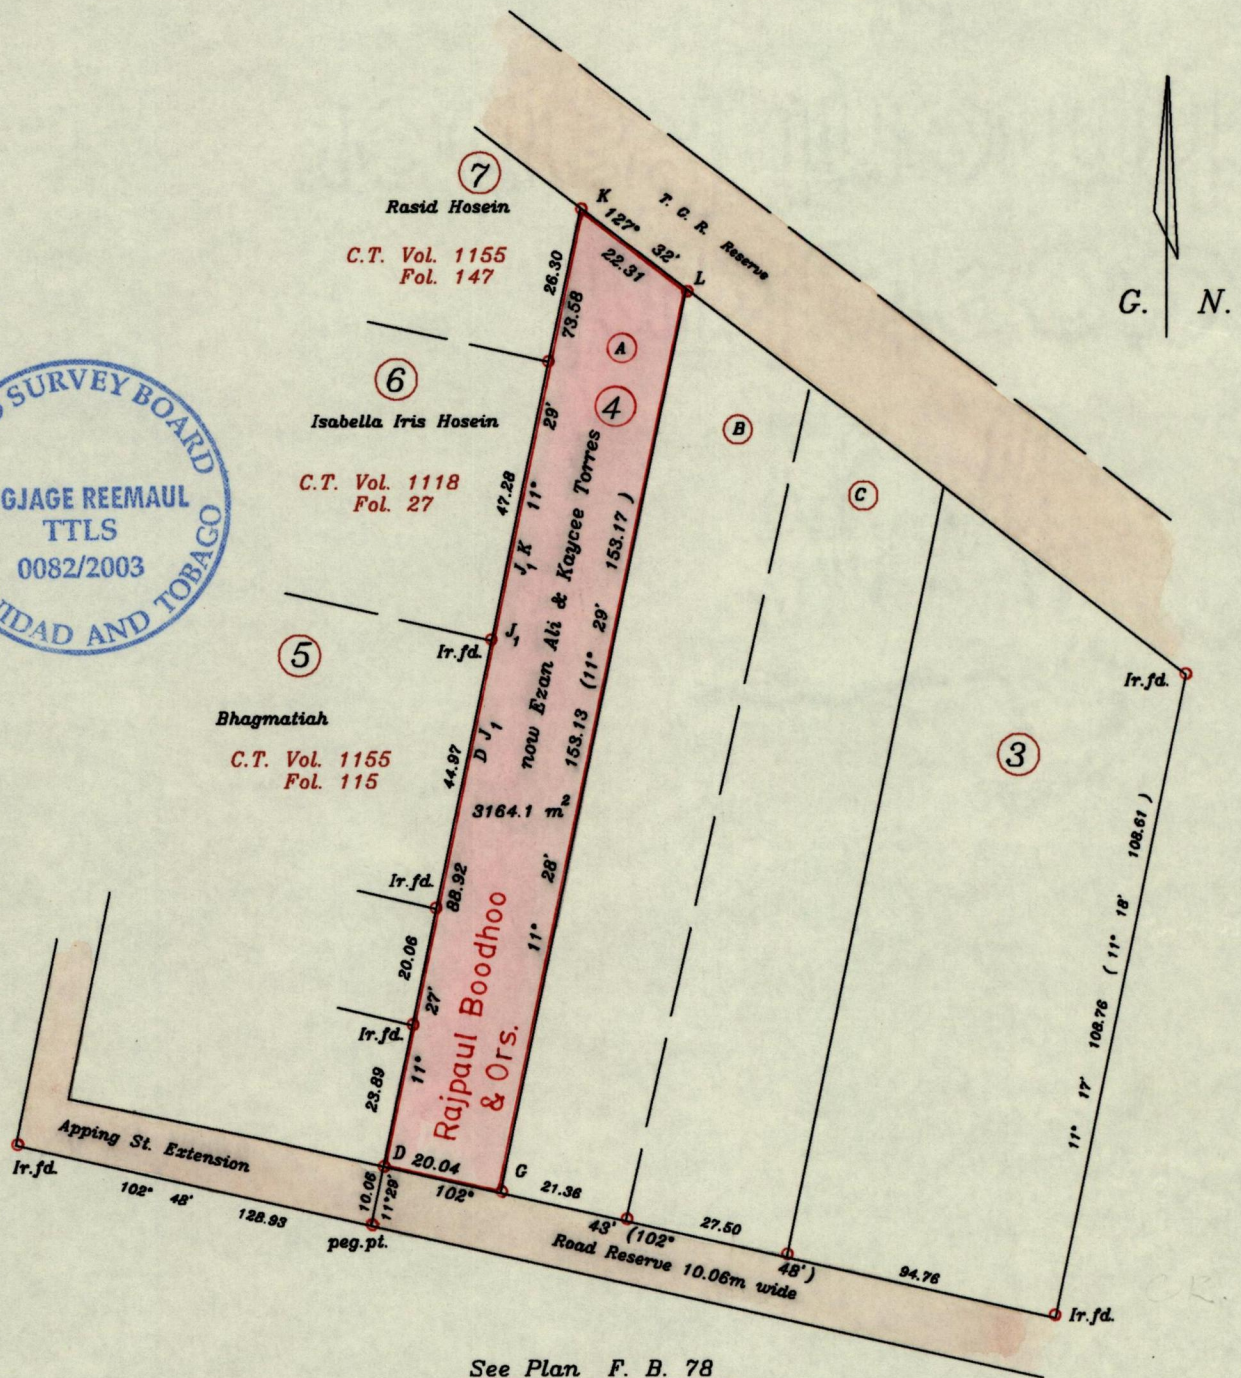 7
Rasid Hosein
C.T. Vol. 1155
Fol. 147
K
T. G. R. Reserve
127° 32'
22.31
L
G. N.
26.30
73.58
A
4
B
C
6
Isabella Iris Hosein
C.T. Vol. 1118
Fol. 27
SURVEY BOARD
REEMAUL
TTLS
0082/2003
AND TOBAGO
29'
47.28
11°
J₁ K
J₁
Ir.fd.
now Ezan Ali & Kaycee Torres
153.13 (11° 29' 153.17 )
5
Bhagmatiah
C.T. Vol. 1155
Fol. 115
44.97
D J₁
3164.1 m²
28'
11°
Ir.fd.
88.92
20.06
27'
Ir.fd.
11°
23.89
Rajpaul Boodhoo
& Ors.
3
Ir.fd.
11° 17' 108.76 ( 11° 18' 108.61 )
Apping St. Extension
Ir.fd.
102° 48' 128.93
D
20.04
G
10.06
11°29'
peg.pt.
102°
21.36
43' (102°
27.50
48')
94.76
Ir.fd.
Road Reserve 10.06m wide
See Plan F. B. 78